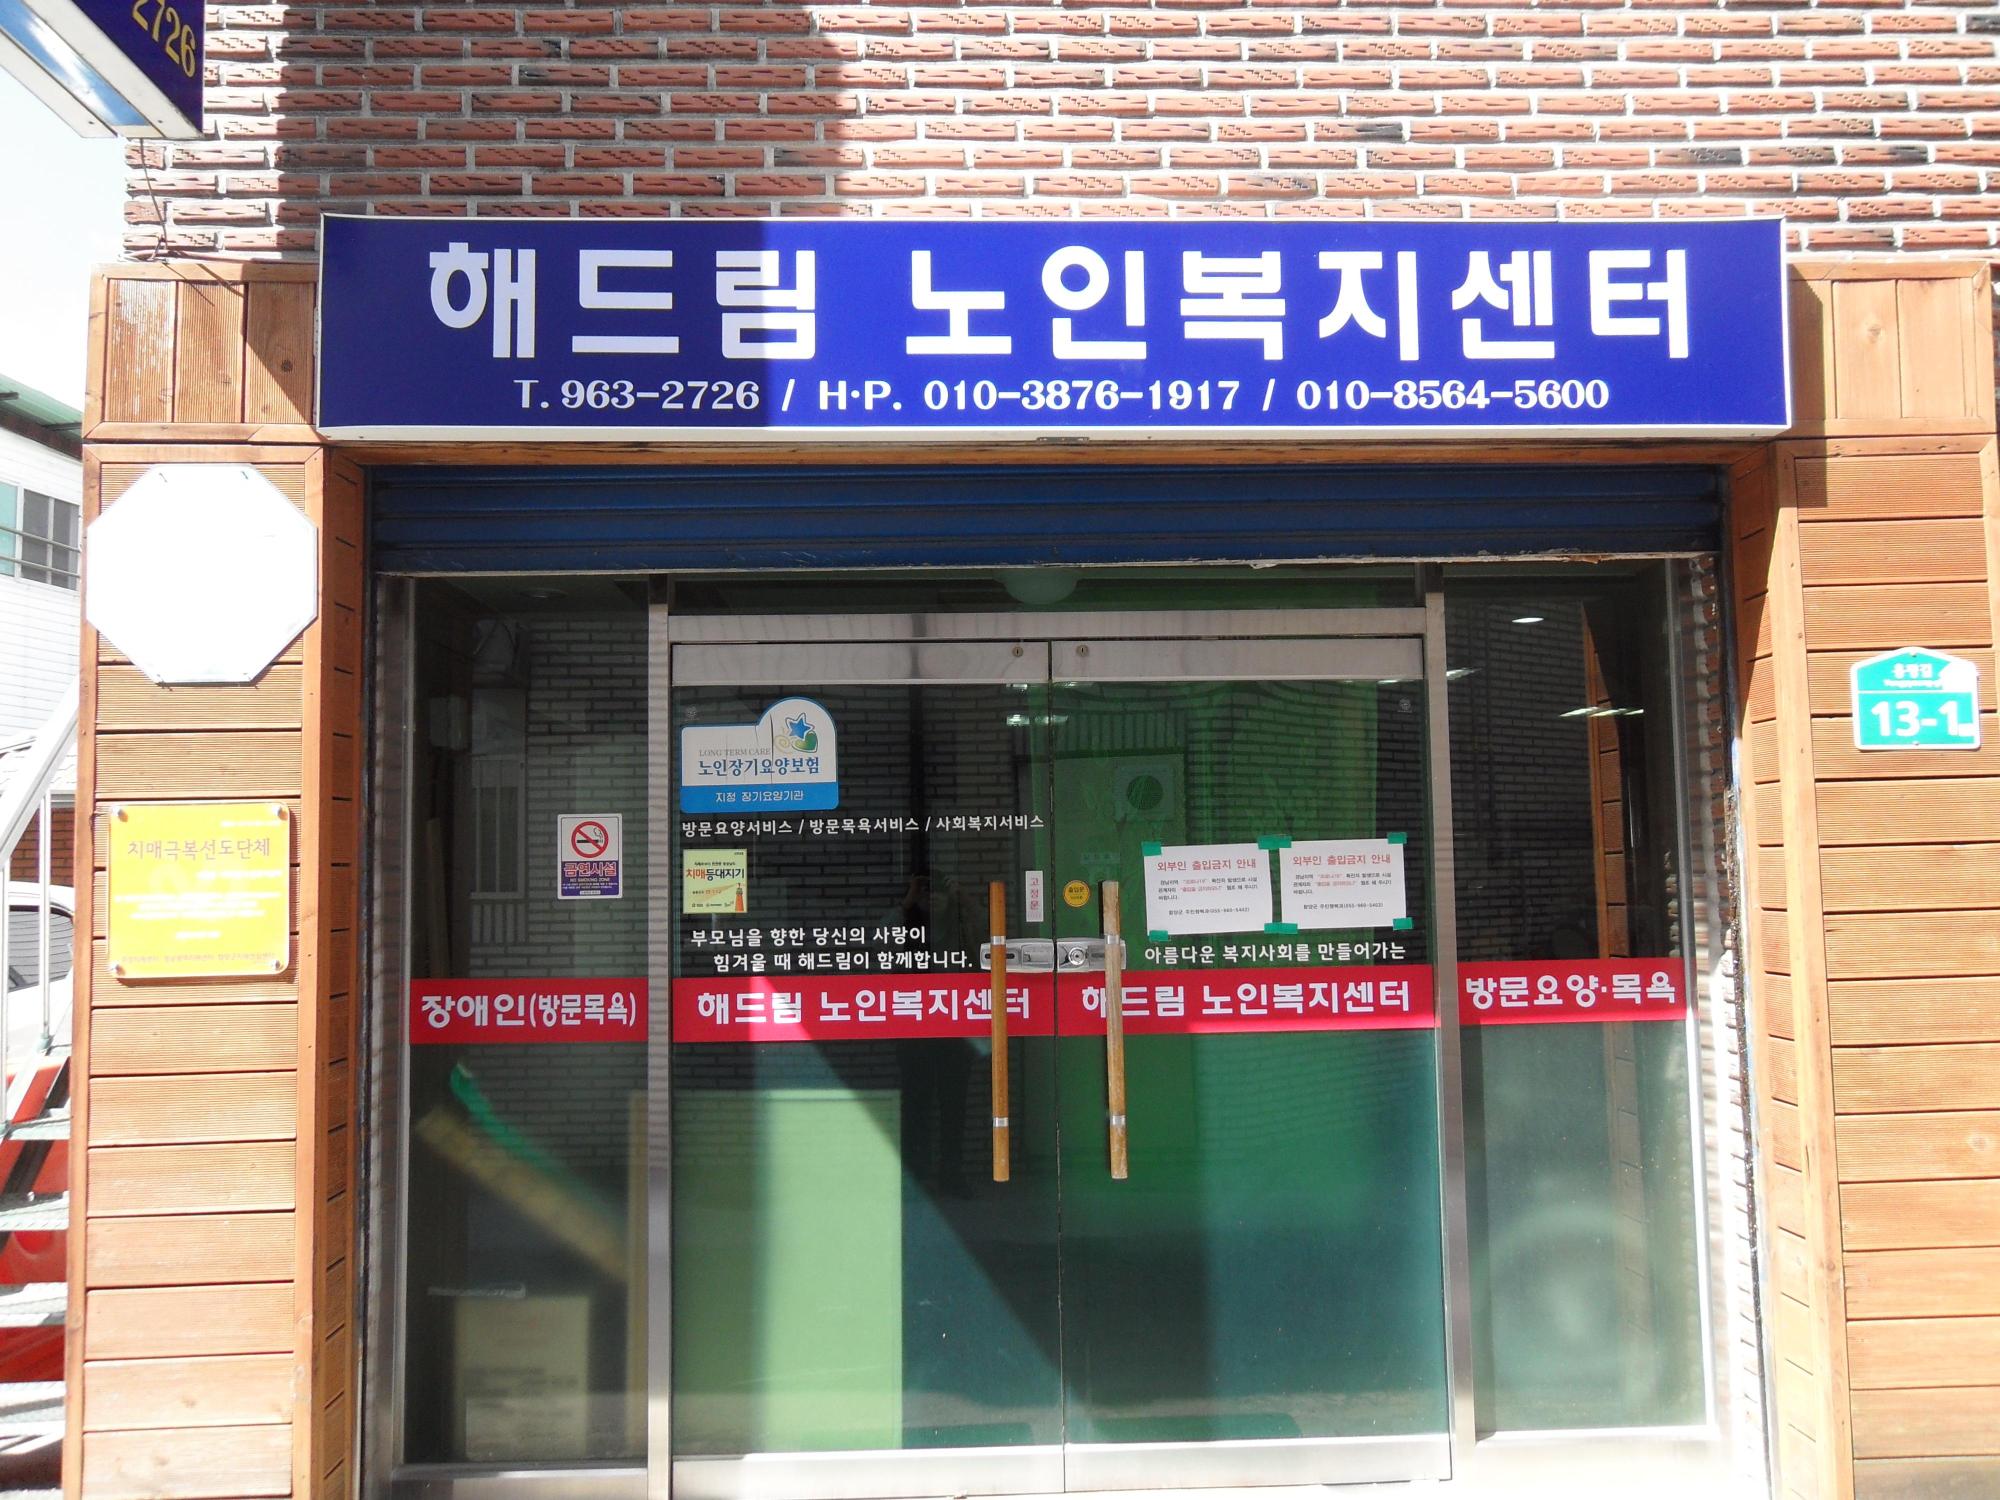 2726
해드림 노인복지센터
T. 963-2726 / H·P. 010-3876-1917 / 010-8564-5600
13-1
치매극복선도단체
LONG TERM CARE
노인장기요양보험
지정 장기요양기관
방문요양서비스 / 방문목욕서비스 / 사회복지서비스
금연시설
NO SMOKING ZONE
치매등대지기
고정문
출입문
외부인 출입금지 안내
외부인 출입금지 안내
부모님을 향한 당신의 사랑이
힘겨울 때 해드림이 함께합니다.
아름다운 복지사회를 만들어가는
장애인(방문목욕)
해드림 노인복지센터
해드림 노인복지센터
방문요양·목욕